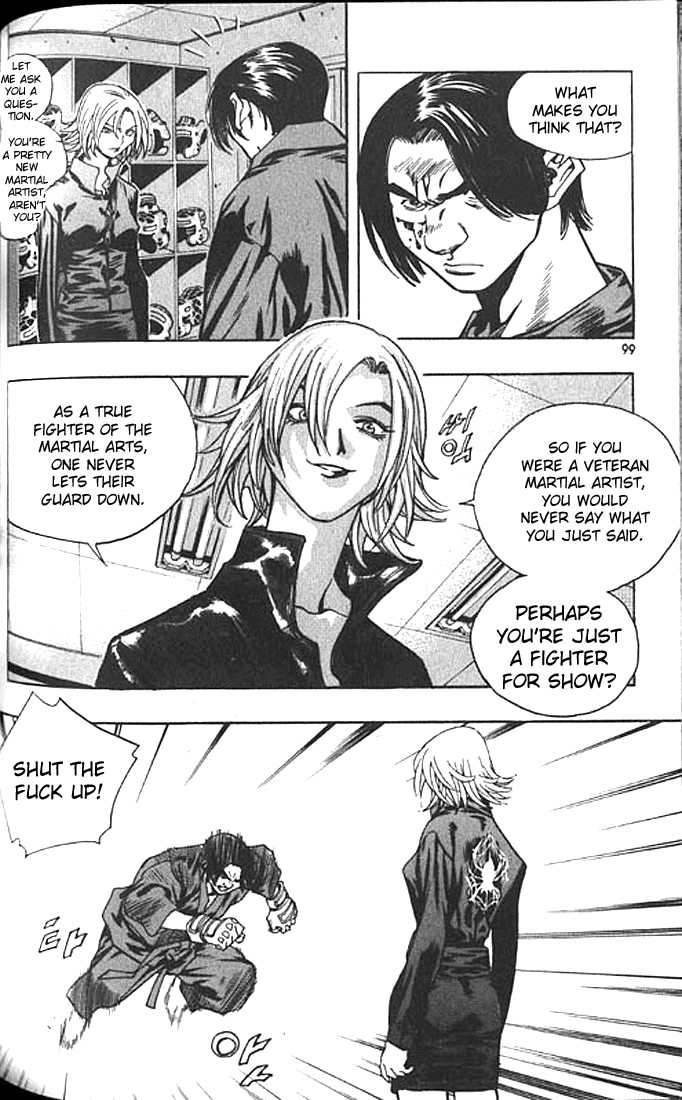 LET
ME ASK
YOU A
QUES-
TION.
YOU'RE
A PRETTY
NEW
MARTIAL
ARTIST,
AREN'T
YOU?
WHAT
MAKES YOU
THINK THAT?
99
AS A TRUE
FIGHTER OF THE
MARTIAL ARTS,
ONE NEVER
LETS THEIR
GUARD DOWN.
SO IF YOU
WERE A VETERAN
MARTIAL ARTIST,
YOU WOULD
NEVER SAY WHAT
YOU JUST SAID.
PERHAPS
YOU'RE JUST
A FIGHTER
FOR SHOW?
SHUT THE
FUCK UP!